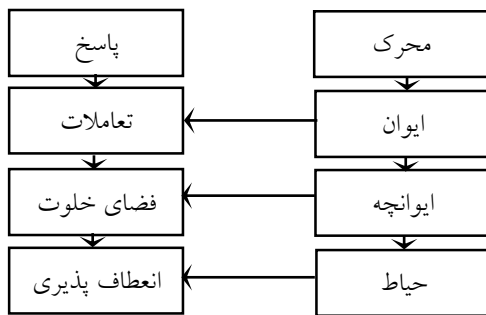 محرک
پاسخ
ایوان
تعاملات
ایوانچه
فضای خلوت
حیاط
انعطاف پذیری